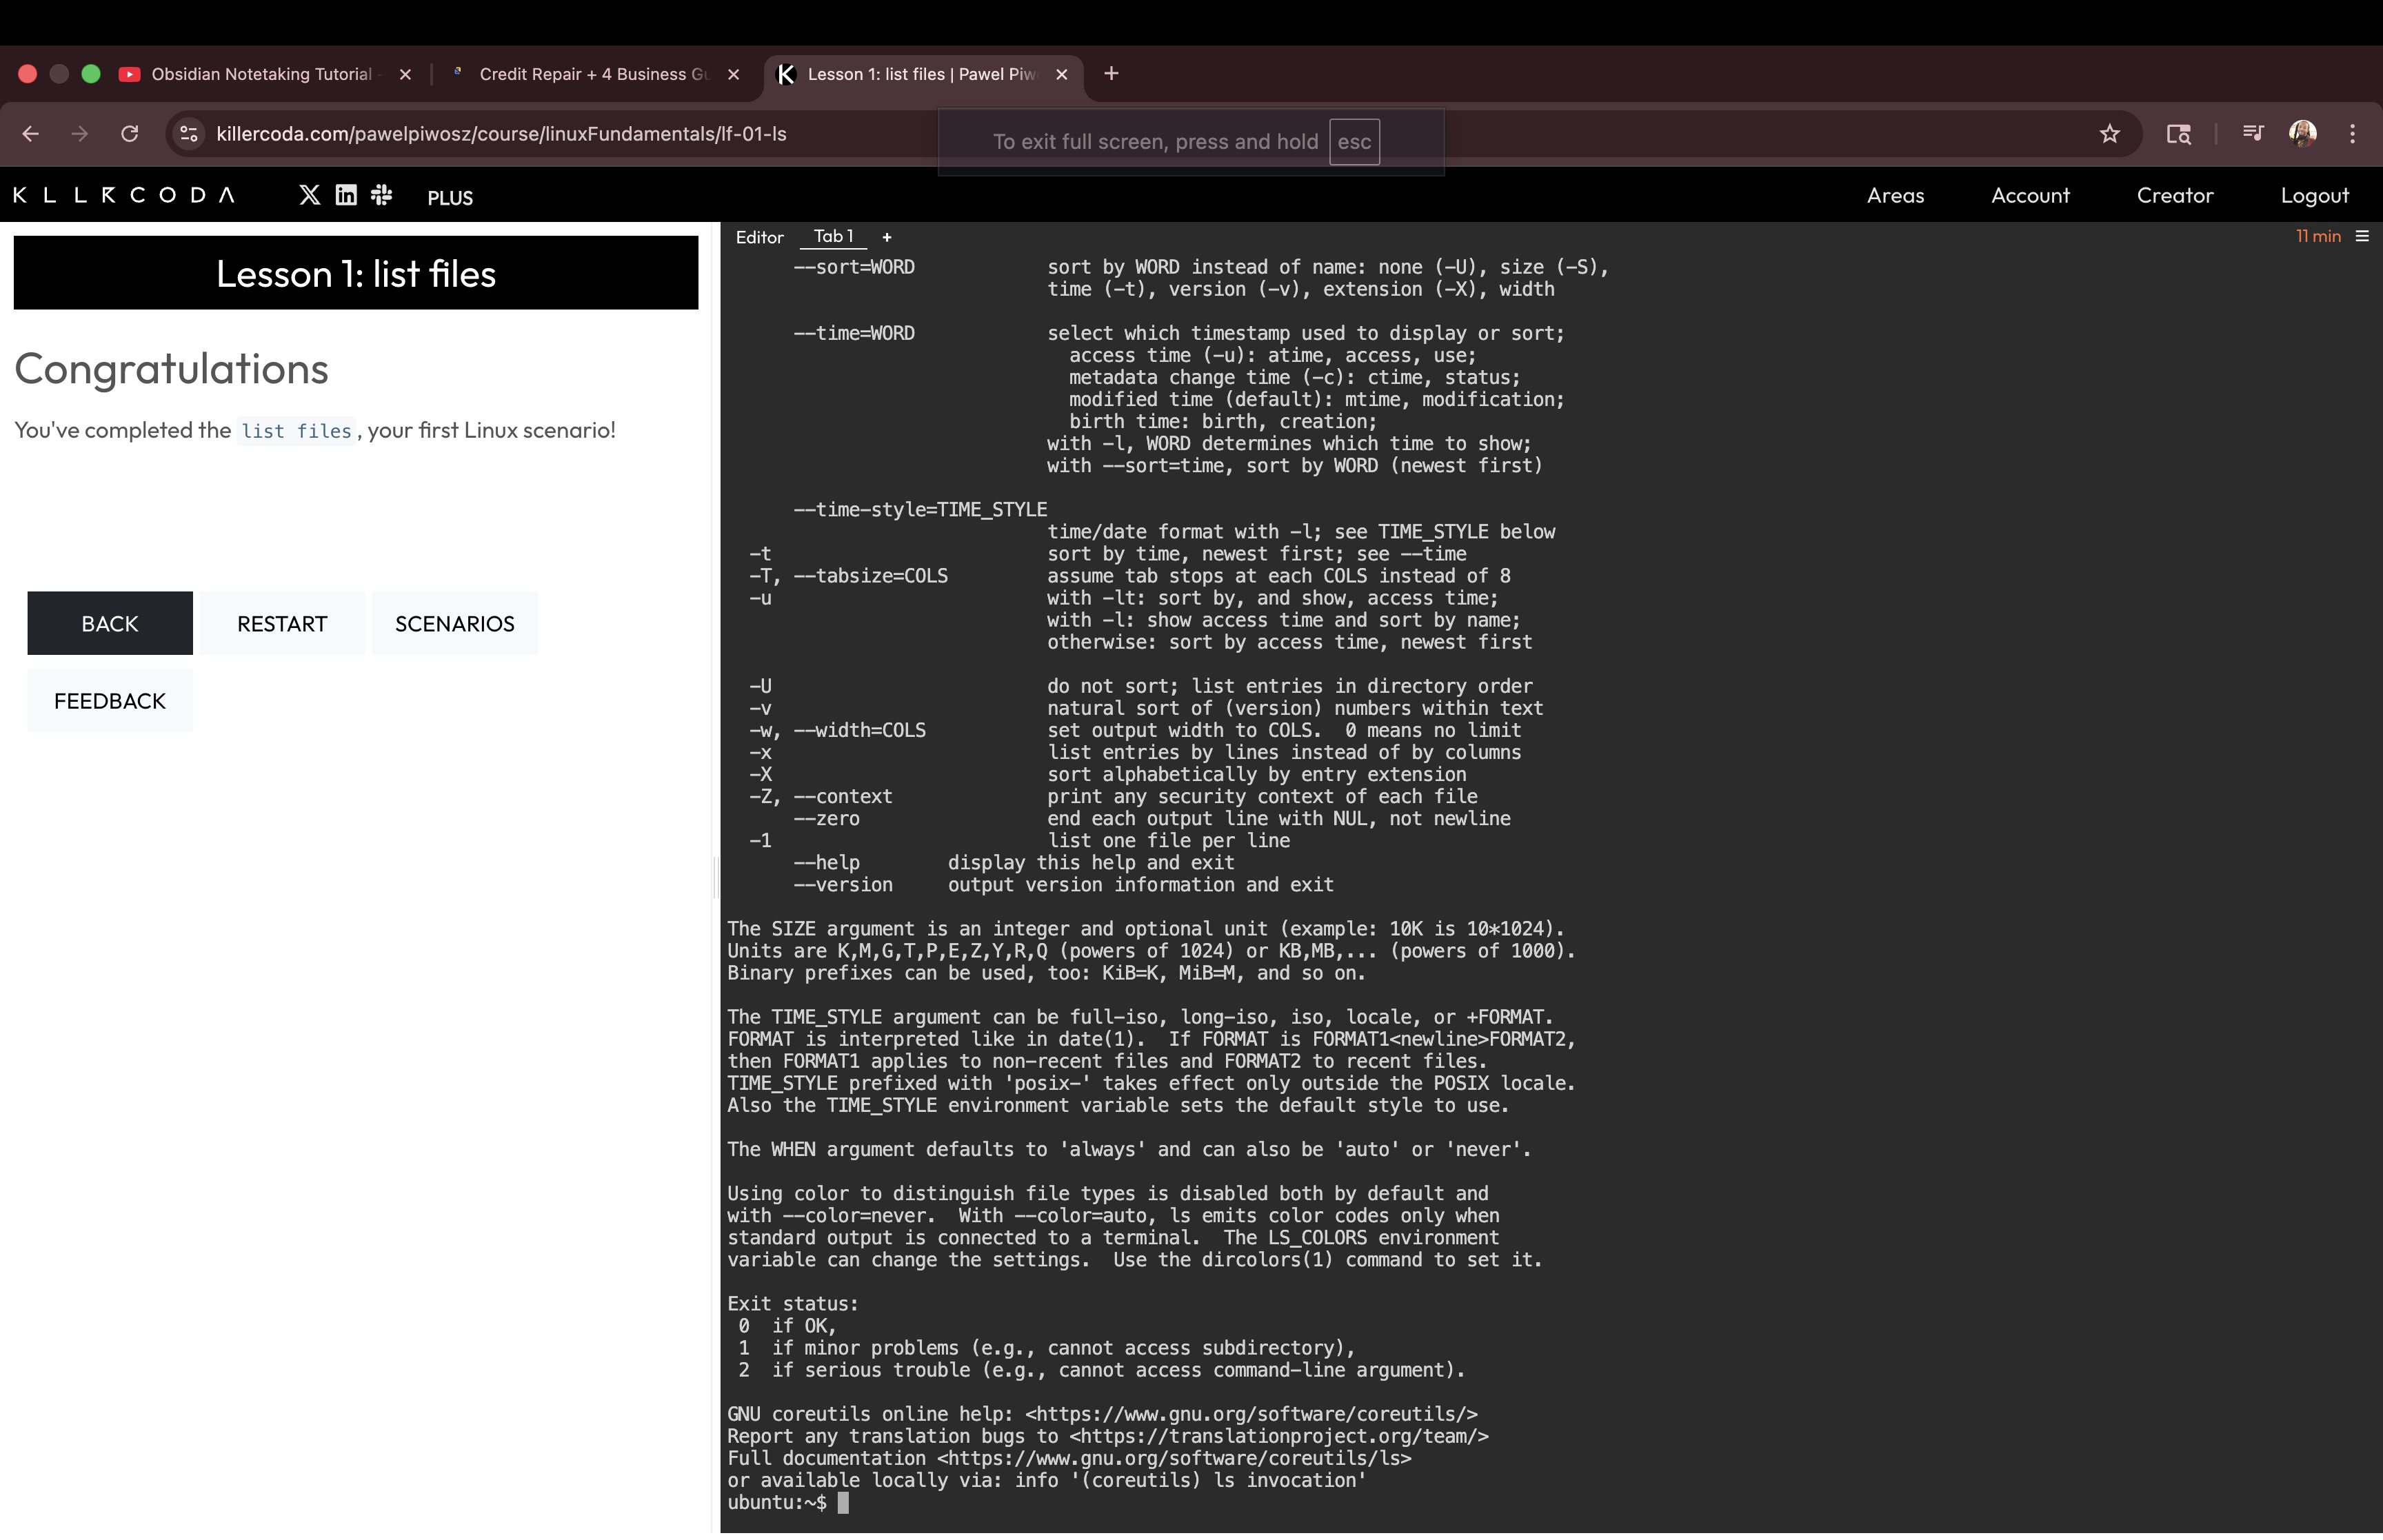 Obsidian Notetaking Tutorial
Credit Repair + 4 Business Gu
Lesson 1: list files | Pawel Piw
killercoda.com/pawelpiwosz/course/linuxFundamentals/lf-01-ls
To exit full screen, press and hold esc
KILLERCODA
PLUS
Areas
Account
Creator
Logout
Lesson 1: list files
Congratulations
You've completed the list files, your first Linux scenario!
BACK
RESTART
SCENARIOS
FEEDBACK
Editor
Tab 1
+
11 min
--sort=WORD            sort by WORD instead of name: none (-U), size (-S),
time (-t), version (-v), extension (-X), width
--time=WORD            select which timestamp used to display or sort;
access time (-u): atime, access, use;
metadata change time (-c): ctime, status;
modified time (default): mtime, modification;
birth time: birth, creation;
with -l, WORD determines which time to show;
with --sort=time, sort by WORD (newest first)
--time-style=TIME_STYLE
time/date format with -l; see TIME_STYLE below
-t                         sort by time, newest first; see --time
-T, --tabsize=COLS         assume tab stops at each COLS instead of 8
-u                         with -lt: sort by, and show, access time;
with -l: show access time and sort by name;
otherwise: sort by access time, newest first
-U                         do not sort; list entries in directory order
-v                         natural sort of (version) numbers within text
-w, --width=COLS           set output width to COLS.  0 means no limit
-x                         list entries by lines instead of by columns
-X                         sort alphabetically by entry extension
-Z, --context              print any security context of each file
--zero                 end each output line with NUL, not newline
-1                         list one file per line
--help        display this help and exit
--version     output version information and exit
The SIZE argument is an integer and optional unit (example: 10K is 10*1024).
Units are K,M,G,T,P,E,Z,Y,R,Q (powers of 1024) or KB,MB,... (powers of 1000).
Binary prefixes can be used, too: KiB=K, MiB=M, and so on.
The TIME_STYLE argument can be full-iso, long-iso, iso, locale, or +FORMAT.
FORMAT is interpreted like in date(1).  If FORMAT is FORMAT1<newline>FORMAT2,
then FORMAT1 applies to non-recent files and FORMAT2 to recent files.
TIME_STYLE prefixed with 'posix-' takes effect only outside the POSIX locale.
Also the TIME_STYLE environment variable sets the default style to use.
The WHEN argument defaults to 'always' and can also be 'auto' or 'never'.
Using color to distinguish file types is disabled both by default and
with --color=never.  With --color=auto, ls emits color codes only when
standard output is connected to a terminal.  The LS_COLORS environment
variable can change the settings.  Use the dircolors(1) command to set it.
Exit status:
0  if OK,
1  if minor problems (e.g., cannot access subdirectory),
2  if serious trouble (e.g., cannot access command-line argument).
GNU coreutils online help: <https://www.gnu.org/software/coreutils/>
Report any translation bugs to <https://translationproject.org/team/>
Full documentation <https://www.gnu.org/software/coreutils/ls>
or available locally via: info '(coreutils) ls invocation'
ubuntu:~$